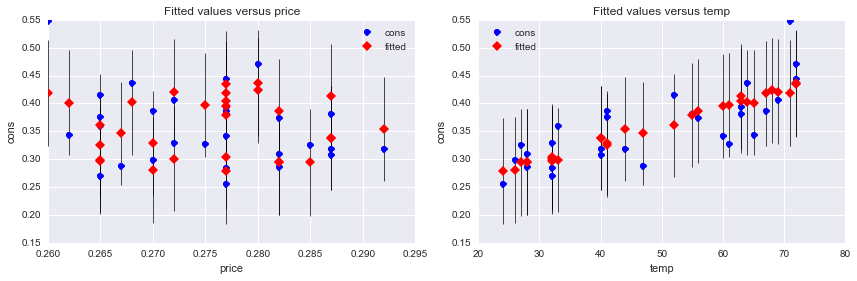 Fitted values versus price
0.55
0.50
0.45
0.40
0.35
0.30
0.25
0.20
0.15
cons
cons
fitted
0.260 0.265 0.270 0.275 0.280 0.285 0.290 0.295
price
Fitted values versus temp
0.55
0.50
0.45
0.40
0.35
0.30
0.25
0.20
0.15
cons
cons
fitted
20 30 40 50 60 70 80
temp